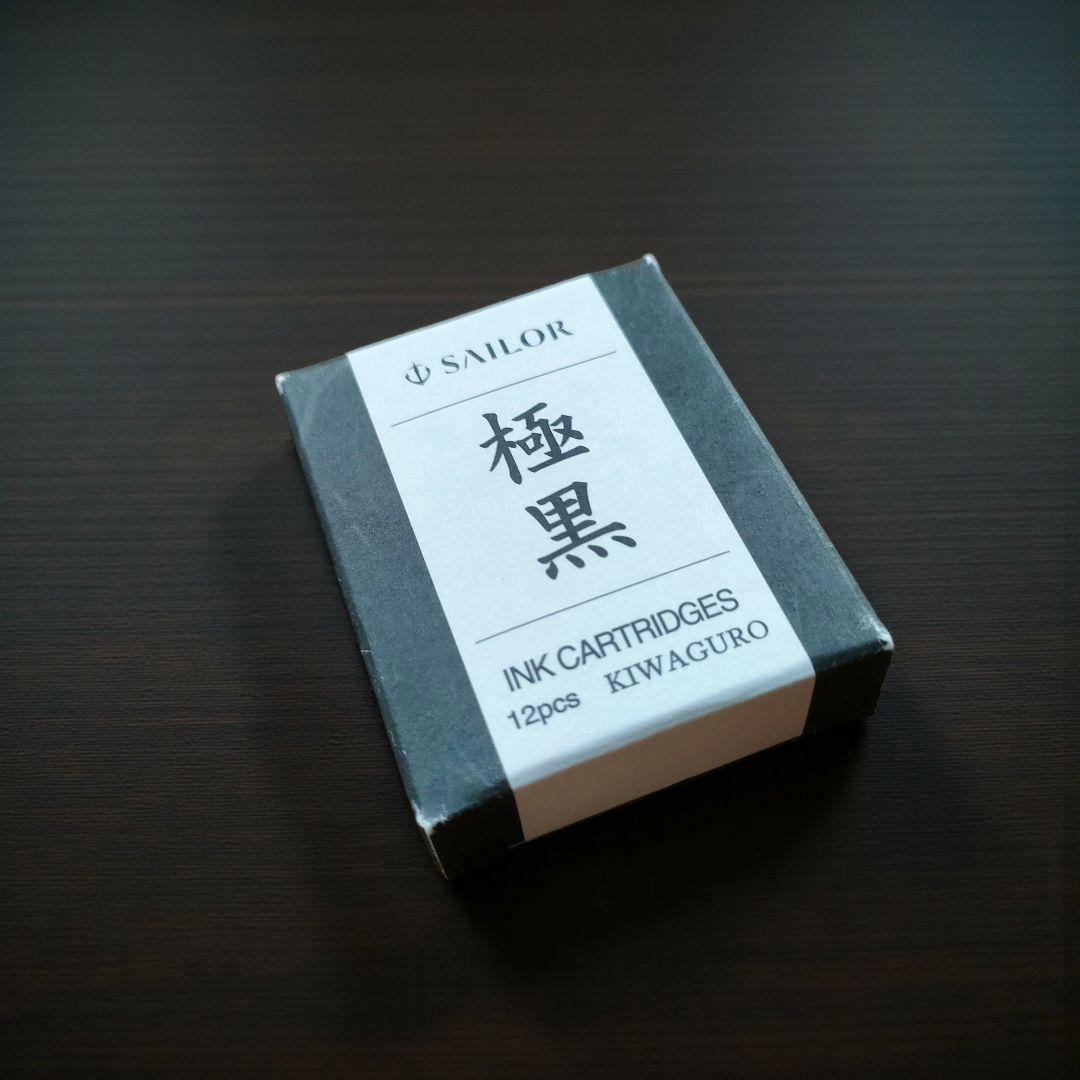 SAILOR
極
黒
INK CARTRIDGES
12pcs KIWAGURO